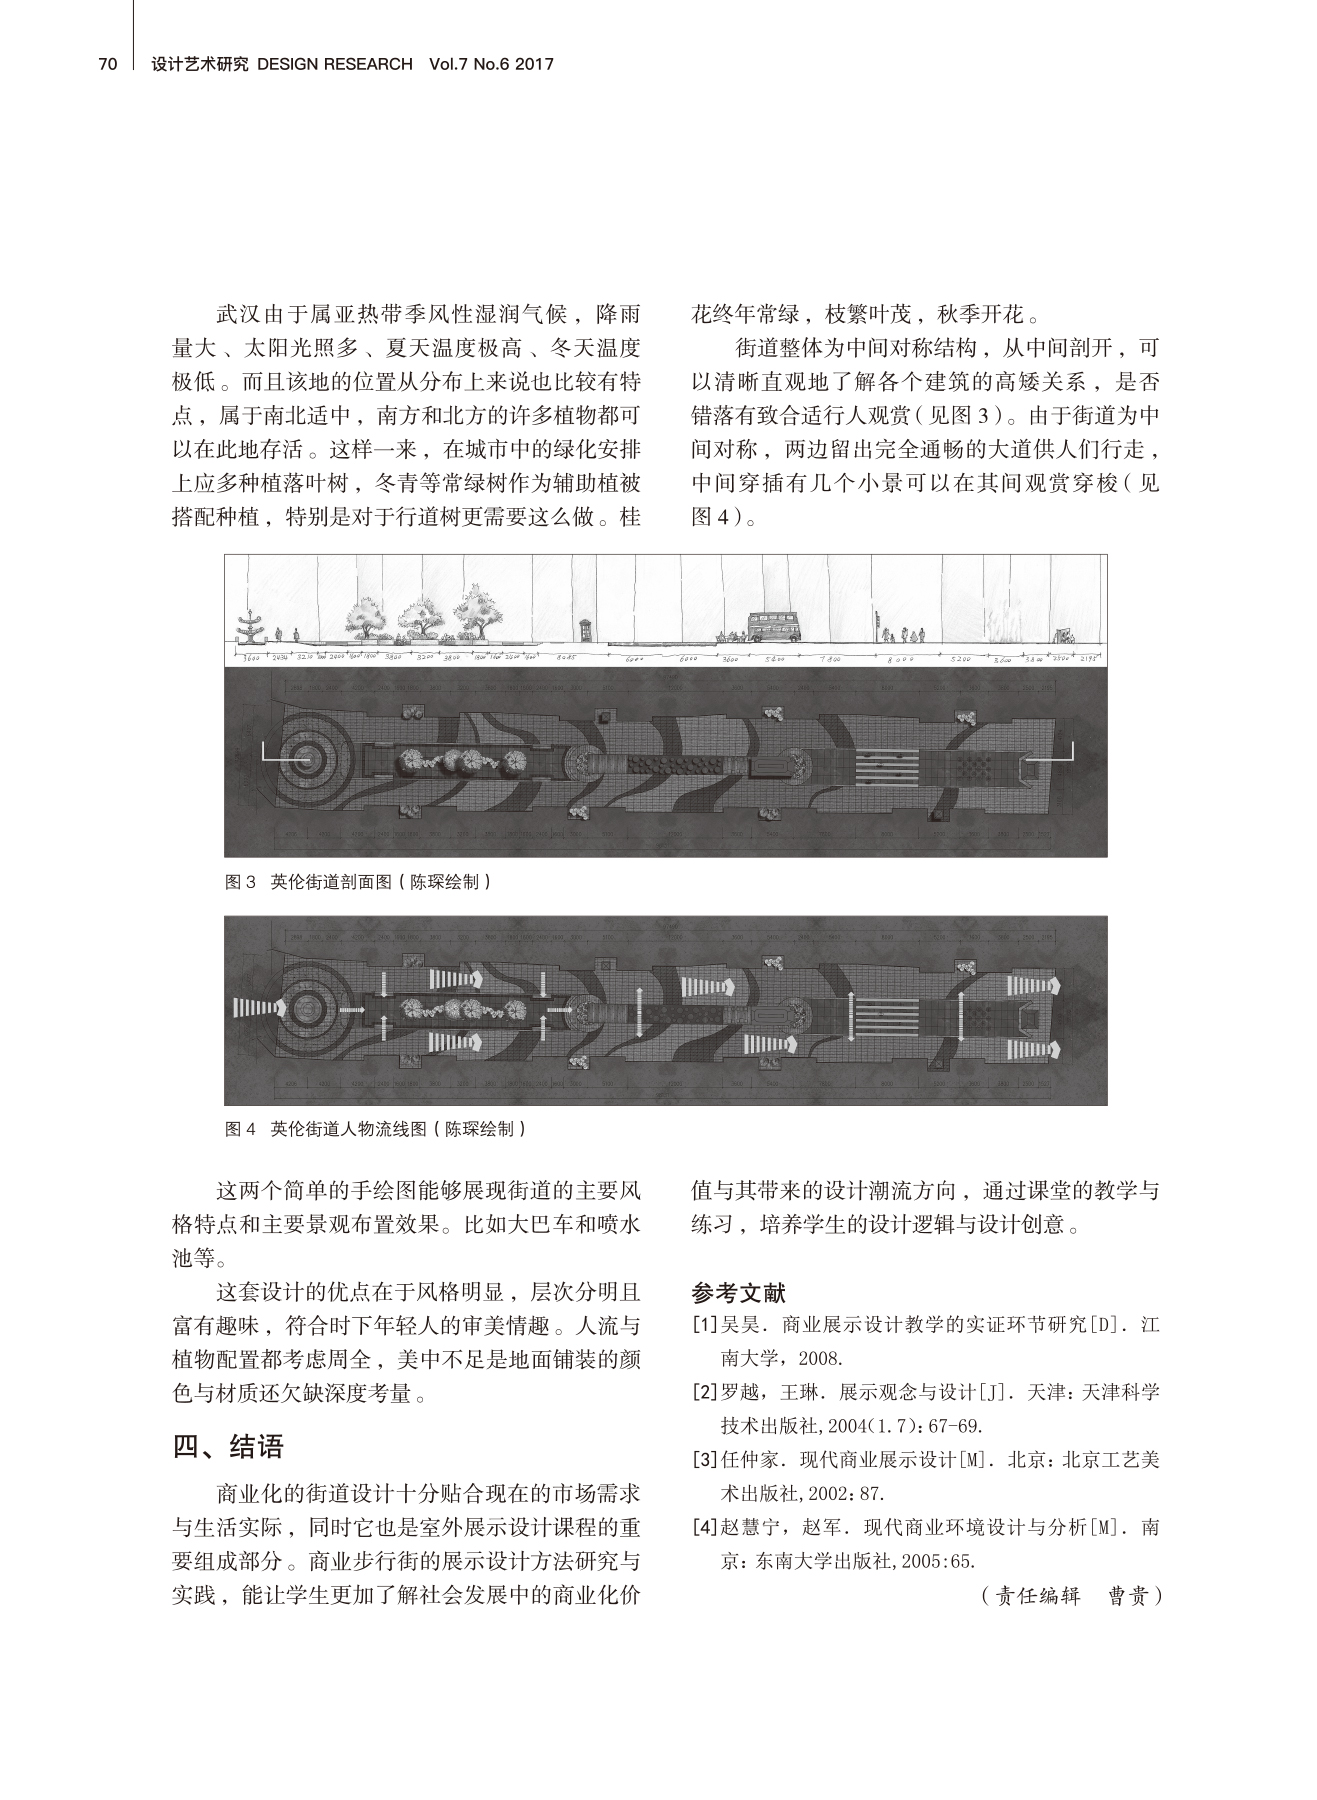 70 设计艺术研究 DESIGN RESEARCH Vol.7 No.6 2017
武汉由于属亚热带季风性湿润气候，降雨
量大、太阳光照多、夏天温度极高、冬天温度
极低。而且该地的位置从分布上来说也比较有特
点，属于南北适中，南方和北方的许多植物都可
以在此地存活。这样一来，在城市中的绿化安排
上应多种植落叶树，冬青等常绿树作为辅助植被
搭配种植，特别是对于行道树更需要这么做。桂
花终年常绿，枝繁叶茂，秋季开花。
街道整体为中间对称结构，从中间剖开，可
以清晰直观地了解各个建筑的高矮关系，是否
错落有致合适行人观赏（见图 3）。由于街道为中
间对称，两边留出完全通畅的大道供人们行走，
中间穿插有几个小景可以在其间观赏穿梭（见
图 4）。
3600 2434 3210 2400 3800 3200 3800 8085 6000 6000 3600 5400 7800 8000 5200 3600 3800 2500 2195
图 3 英伦街道剖面图（陈琛绘制）
图 4 英伦街道人物流线图（陈琛绘制）
这两个简单的手绘图能够展现街道的主要风
格特点和主要景观布置效果。比如大巴车和喷水
池等。
这套设计的优点在于风格明显，层次分明且
富有趣味，符合时下年轻人的审美情趣。人流与
植物配置都考虑周全，美中不足是地面铺装的颜
色与材质还欠缺深度考量。
四、结语
商业化的街道设计十分贴合现在的市场需求
与生活实际，同时它也是室外展示设计课程的重
要组成部分。商业步行街的展示设计方法研究与
实践，能让学生更加了解社会发展中的商业化价
值与其带来的设计潮流方向，通过课堂的教学与
练习，培养学生的设计逻辑与设计创意。
参考文献
[1]吴昊．商业展示设计教学的实证环节研究[D]．江
南大学，2008.
[2]罗越，王琳．展示观念与设计[J]．天津：天津科学
技术出版社,2004(1.7)：67-69.
[3]任仲家．现代商业展示设计[M]．北京：北京工艺美
术出版社,2002：87.
[4]赵慧宁，赵军．现代商业环境设计与分析[M]．南
京：东南大学出版社,2005:65.
（责任编辑 曹贵）